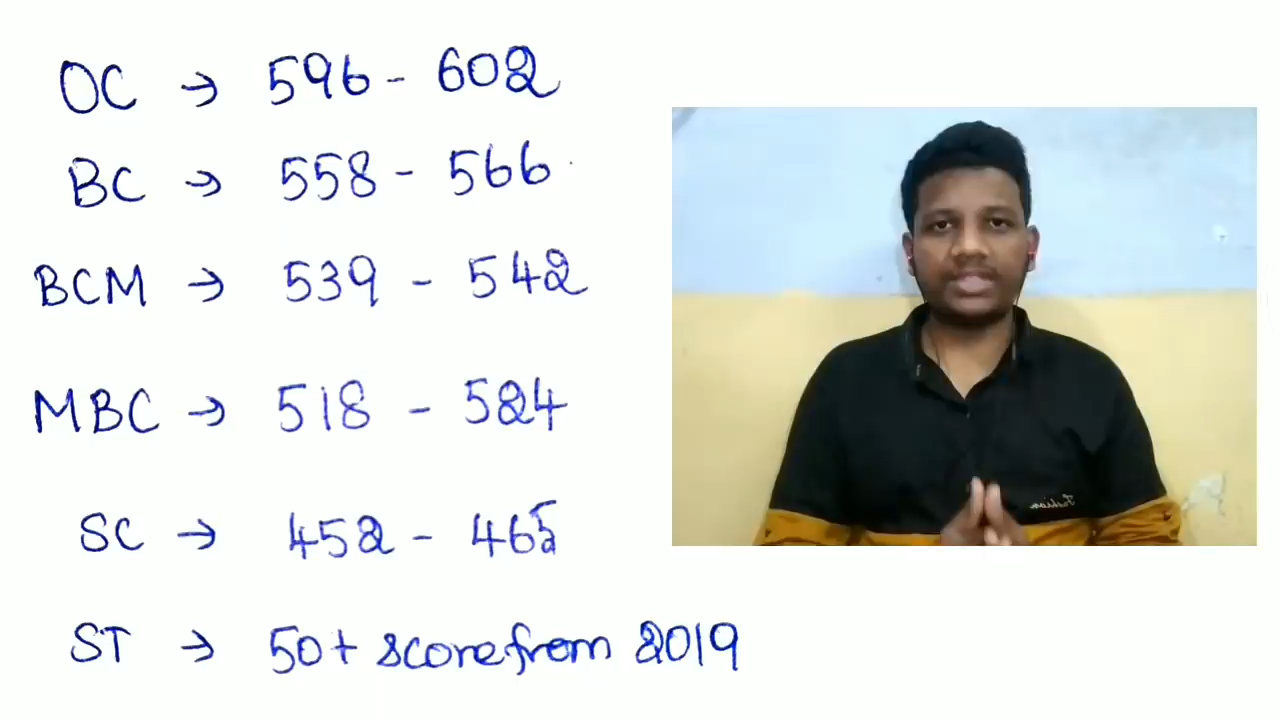 OC → 596 - 602
BC → 558 - 566
BCM → 539 - 542
MBC → 518 - 524
SC → 452 - 465
ST → 50+ score from 2019
Fashion